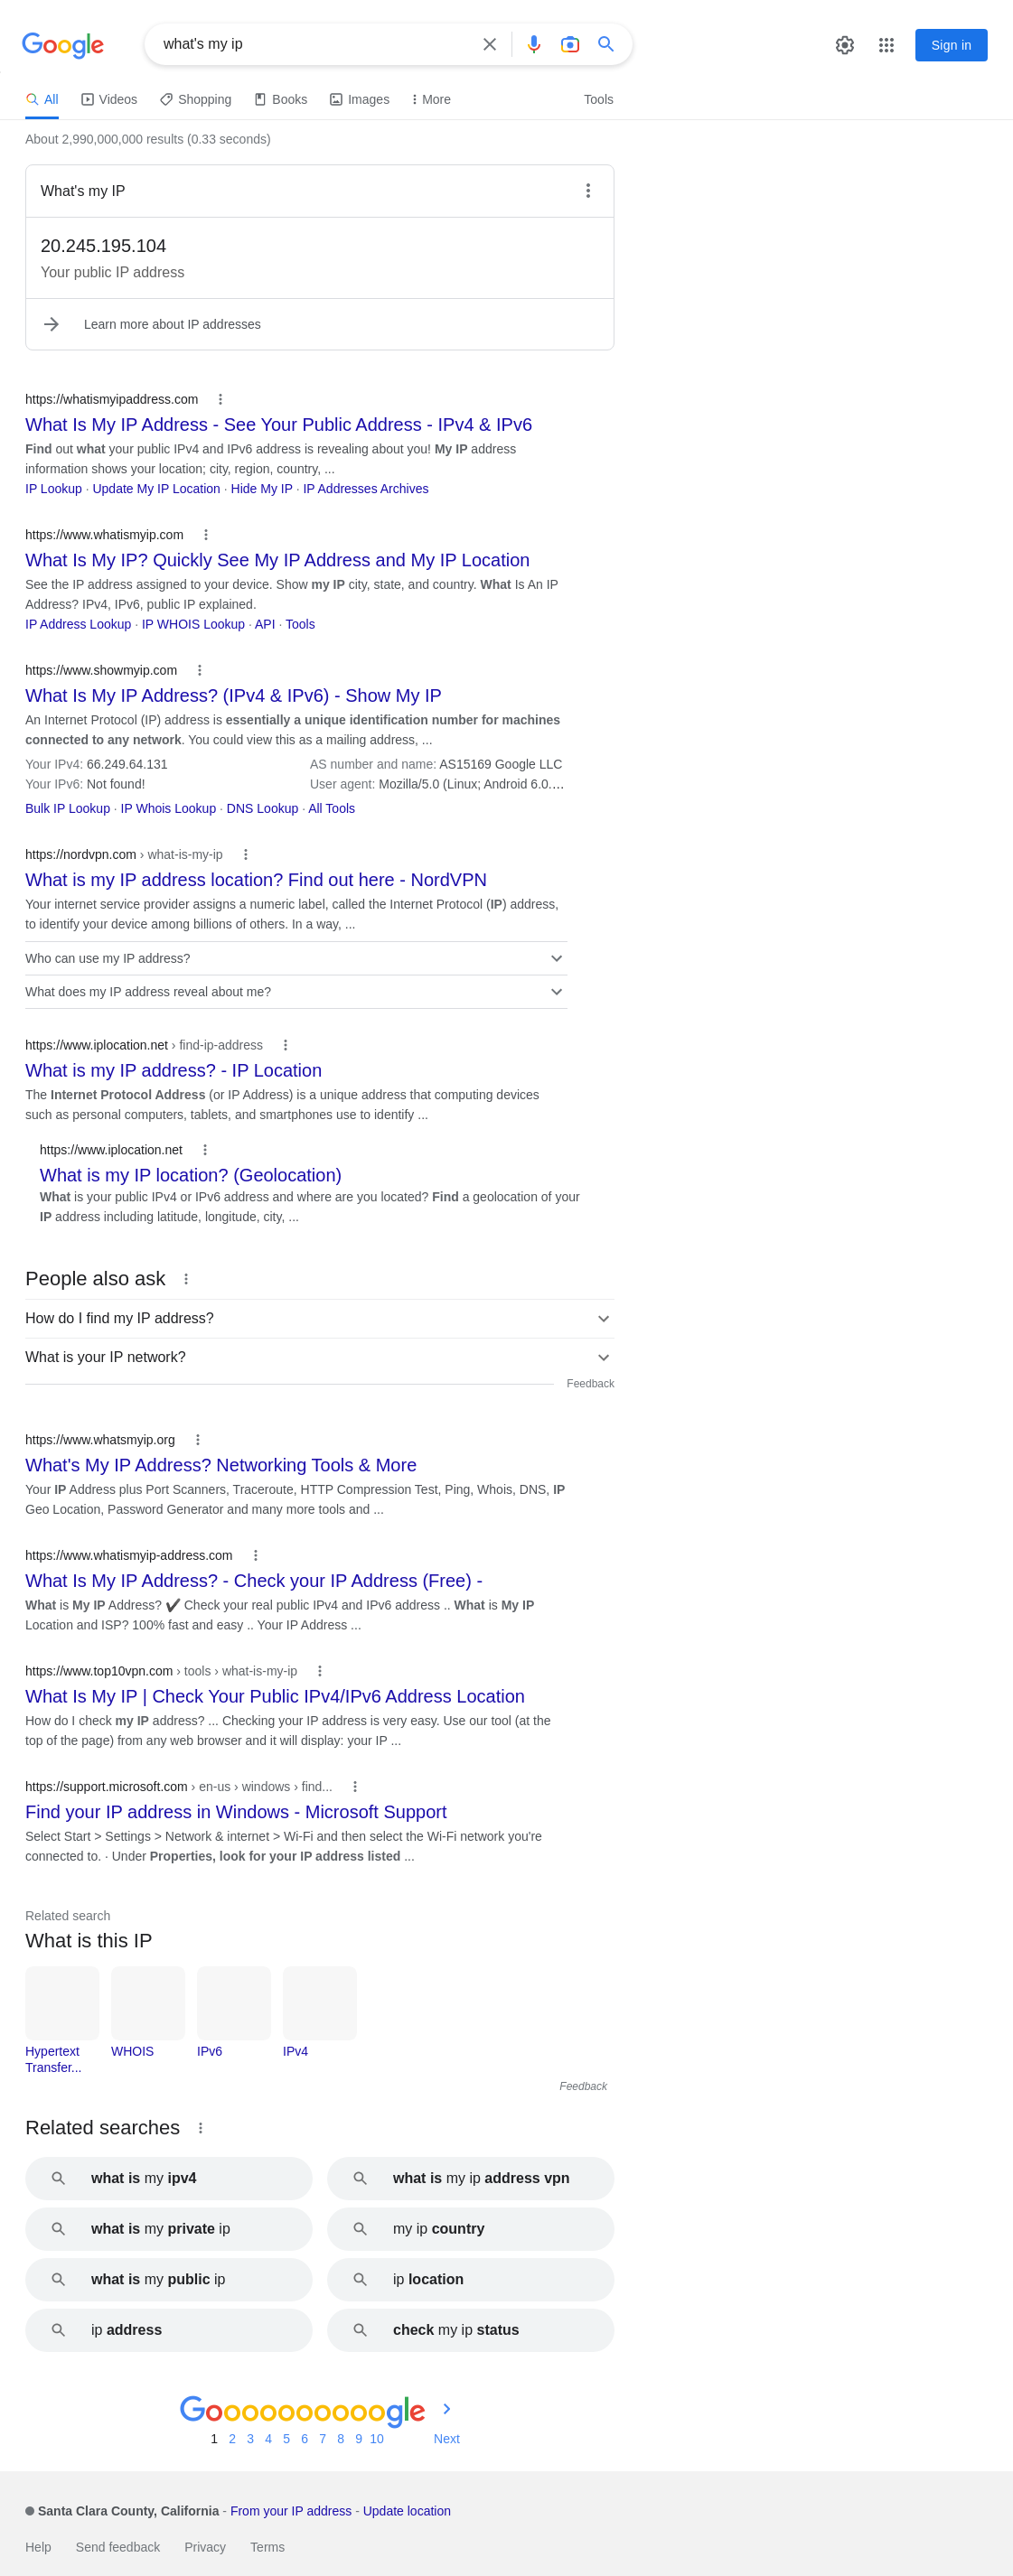 Google
what's my ip
Sign in
All
Videos
Shopping
Books
Images
More
Tools
About 2,990,000,000 results (0.33 seconds)
What's my IP
20.245.195.104
Your public IP address
Learn more about IP addresses
https://whatismyipaddress.com
What Is My IP Address - See Your Public Address - IPv4 & IPv6
Find out what your public IPv4 and IPv6 address is revealing about you! My IP address
information shows your location; city, region, country, ...
IP Lookup · Update My IP Location · Hide My IP · IP Addresses Archives
https://www.whatismyip.com
What Is My IP? Quickly See My IP Address and My IP Location
See the IP address assigned to your device. Show my IP city, state, and country. What Is An IP
Address? IPv4, IPv6, public IP explained.
IP Address Lookup · IP WHOIS Lookup · API · Tools
https://www.showmyip.com
What Is My IP Address? (IPv4 & IPv6) - Show My IP
An Internet Protocol (IP) address is essentially a unique identification number for machines
connected to any network. You could view this as a mailing address, ...
Your IPv4: 66.249.64.131
AS number and name: AS15169 Google LLC
Your IPv6: Not found!
User agent: Mozilla/5.0 (Linux; Android 6.0....
Bulk IP Lookup · IP Whois Lookup · DNS Lookup · All Tools
https://nordvpn.com › what-is-my-ip
What is my IP address location? Find out here - NordVPN
Your internet service provider assigns a numeric label, called the Internet Protocol (IP) address,
to identify your device among billions of others. In a way, ...
Who can use my IP address?
What does my IP address reveal about me?
https://www.iplocation.net › find-ip-address
What is my IP address? - IP Location
The Internet Protocol Address (or IP Address) is a unique address that computing devices
such as personal computers, tablets, and smartphones use to identify ...
https://www.iplocation.net
What is my IP location? (Geolocation)
What is your public IPv4 or IPv6 address and where are you located? Find a geolocation of your
IP address including latitude, longitude, city, ...
People also ask
How do I find my IP address?
What is your IP network?
Feedback
https://www.whatsmyip.org
What's My IP Address? Networking Tools & More
Your IP Address plus Port Scanners, Traceroute, HTTP Compression Test, Ping, Whois, DNS, IP
Geo Location, Password Generator and many more tools and ...
https://www.whatismyip-address.com
What Is My IP Address? - Check your IP Address (Free) -
What is My IP Address? ✔ Check your real public IPv4 and IPv6 address .. What is My IP
Location and ISP? 100% fast and easy .. Your IP Address ...
https://www.top10vpn.com › tools › what-is-my-ip
What Is My IP | Check Your Public IPv4/IPv6 Address Location
How do I check my IP address? ... Checking your IP address is very easy. Use our tool (at the
top of the page) from any web browser and it will display: your IP ...
https://support.microsoft.com › en-us › windows › find...
Find your IP address in Windows - Microsoft Support
Select Start > Settings > Network & internet > Wi-Fi and then select the Wi-Fi network you're
connected to. · Under Properties, look for your IP address listed ...
Related search
What is this IP
Hypertext
Transfer...
WHOIS
IPv6
IPv4
Feedback
Related searches
what is my ipv4
what is my ip address vpn
what is my private ip
my ip country
what is my public ip
ip location
ip address
check my ip status
Goooooooooogle
1 2 3 4 5 6 7 8 9 10 Next
Santa Clara County, California - From your IP address - Update location
Help
Send feedback
Privacy
Terms